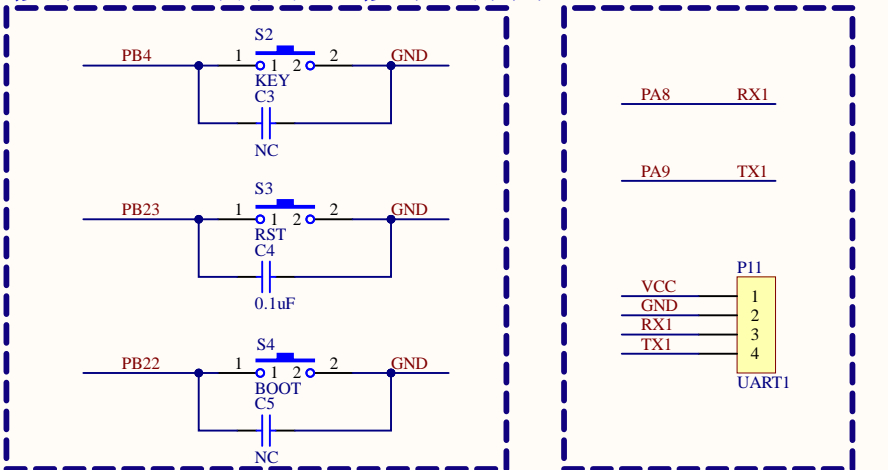 S2
PB4 1 2 GND
1 2
KEY
C3
NC
S3
PB23 1 2 GND
1 2
RST
C4
0.1uF
S4
PB22 1 2 GND
1 2
BOOT
C5
NC
PA8 RX1
PA9 TX1
P11
VCC 1
GND 2
RX1 3
TX1 4
UART1